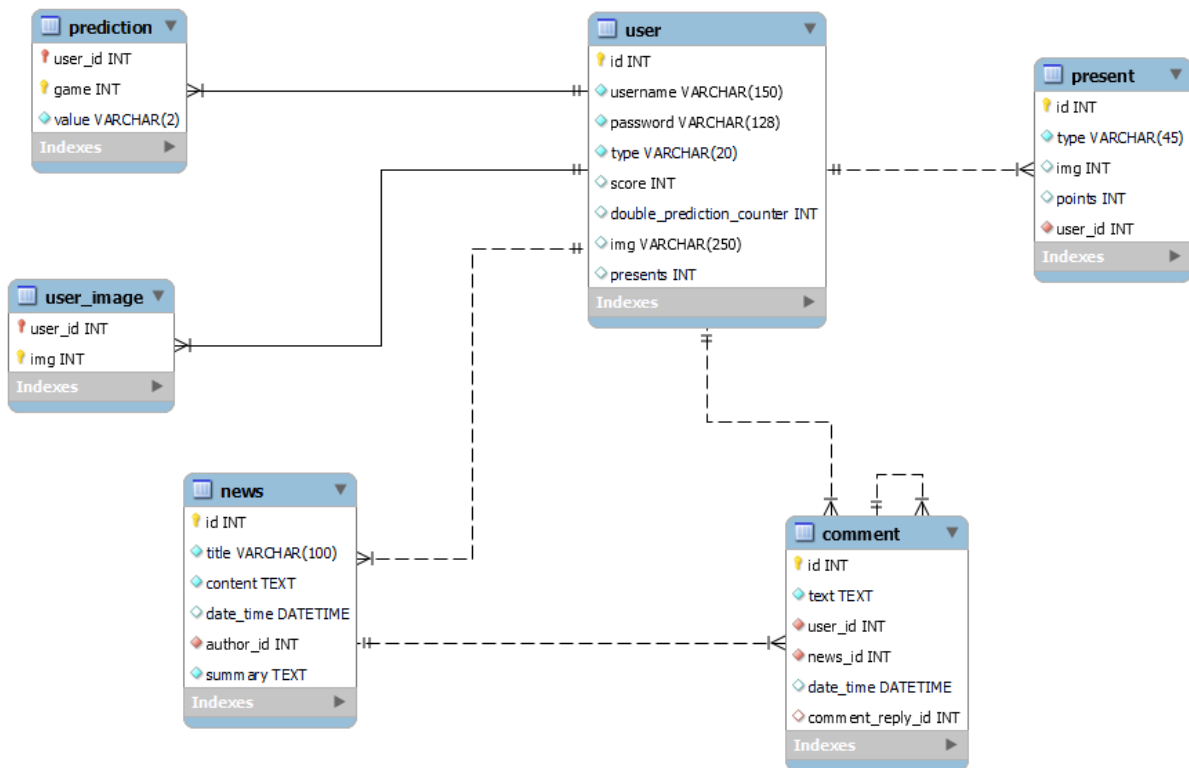 prediction
user_id INT
game INT
value VARCHAR(2)
Indexes
user
id INT
username VARCHAR(150)
password VARCHAR(128)
type VARCHAR(20)
score INT
double_prediction_counter INT
img VARCHAR(250)
presents INT
Indexes
present
id INT
type VARCHAR(45)
img INT
points INT
user_id INT
Indexes
user_image
user_id INT
img INT
Indexes
news
id INT
title VARCHAR(100)
content TEXT
date_time DATETIME
author_id INT
summary TEXT
Indexes
comment
id INT
text TEXT
user_id INT
news_id INT
date_time DATETIME
comment_reply_id INT
Indexes